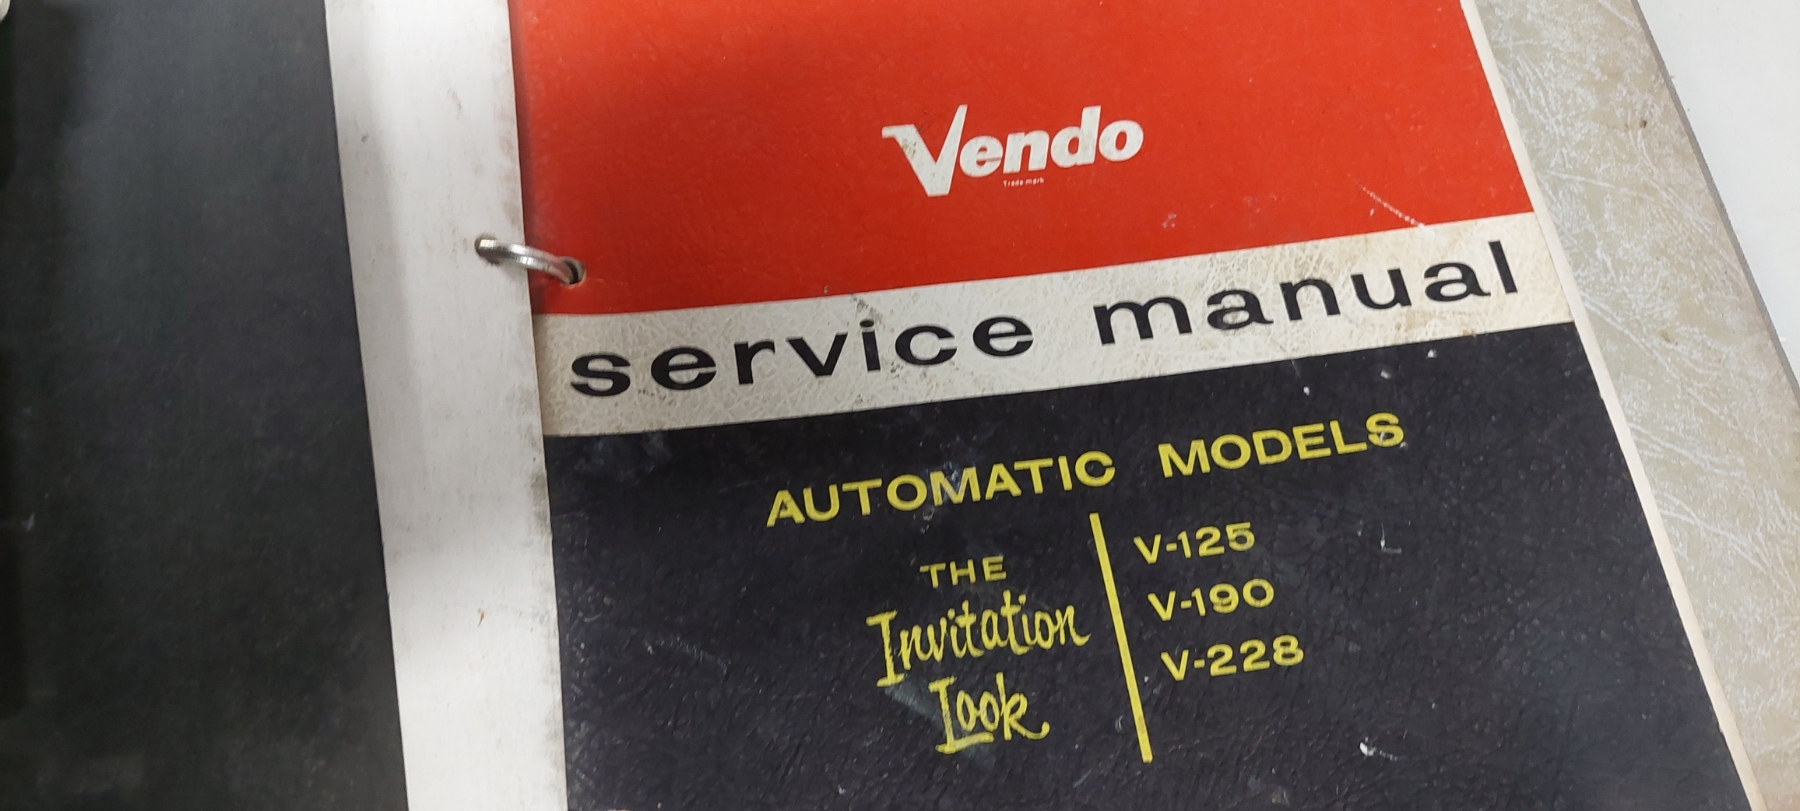 Vendo
Trade mark
service manual
AUTOMATIC MODELS
THE
Invitation
Look
V-125
V-190
V-228